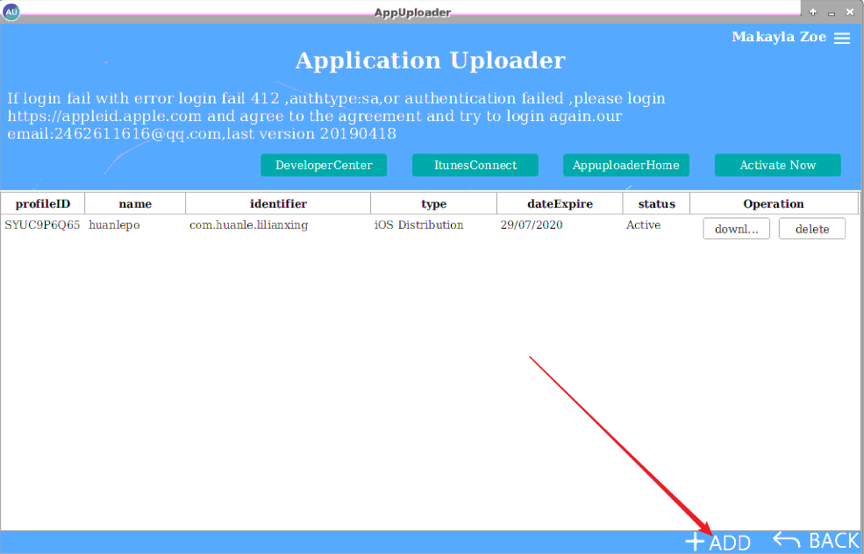 AU
AppUploader
Makayla Zoe
Application Uploader
If login fail with error login fail 412 ,authtype:sa,or authentication failed ,please login
https://appleid.apple.com and agree to the agreement and try to login again.our
email:2462611616@qq.com,last version 20190418
DeveloperCenter ItunesConnect AppuploaderHome Activate Now
profileID name identifier type dateExpire status Operation
SYUC9P6Q65 huanlepo com.huanle.lilianxing iOS Distribution 29/07/2020 Active downl... delete
ADD BACK